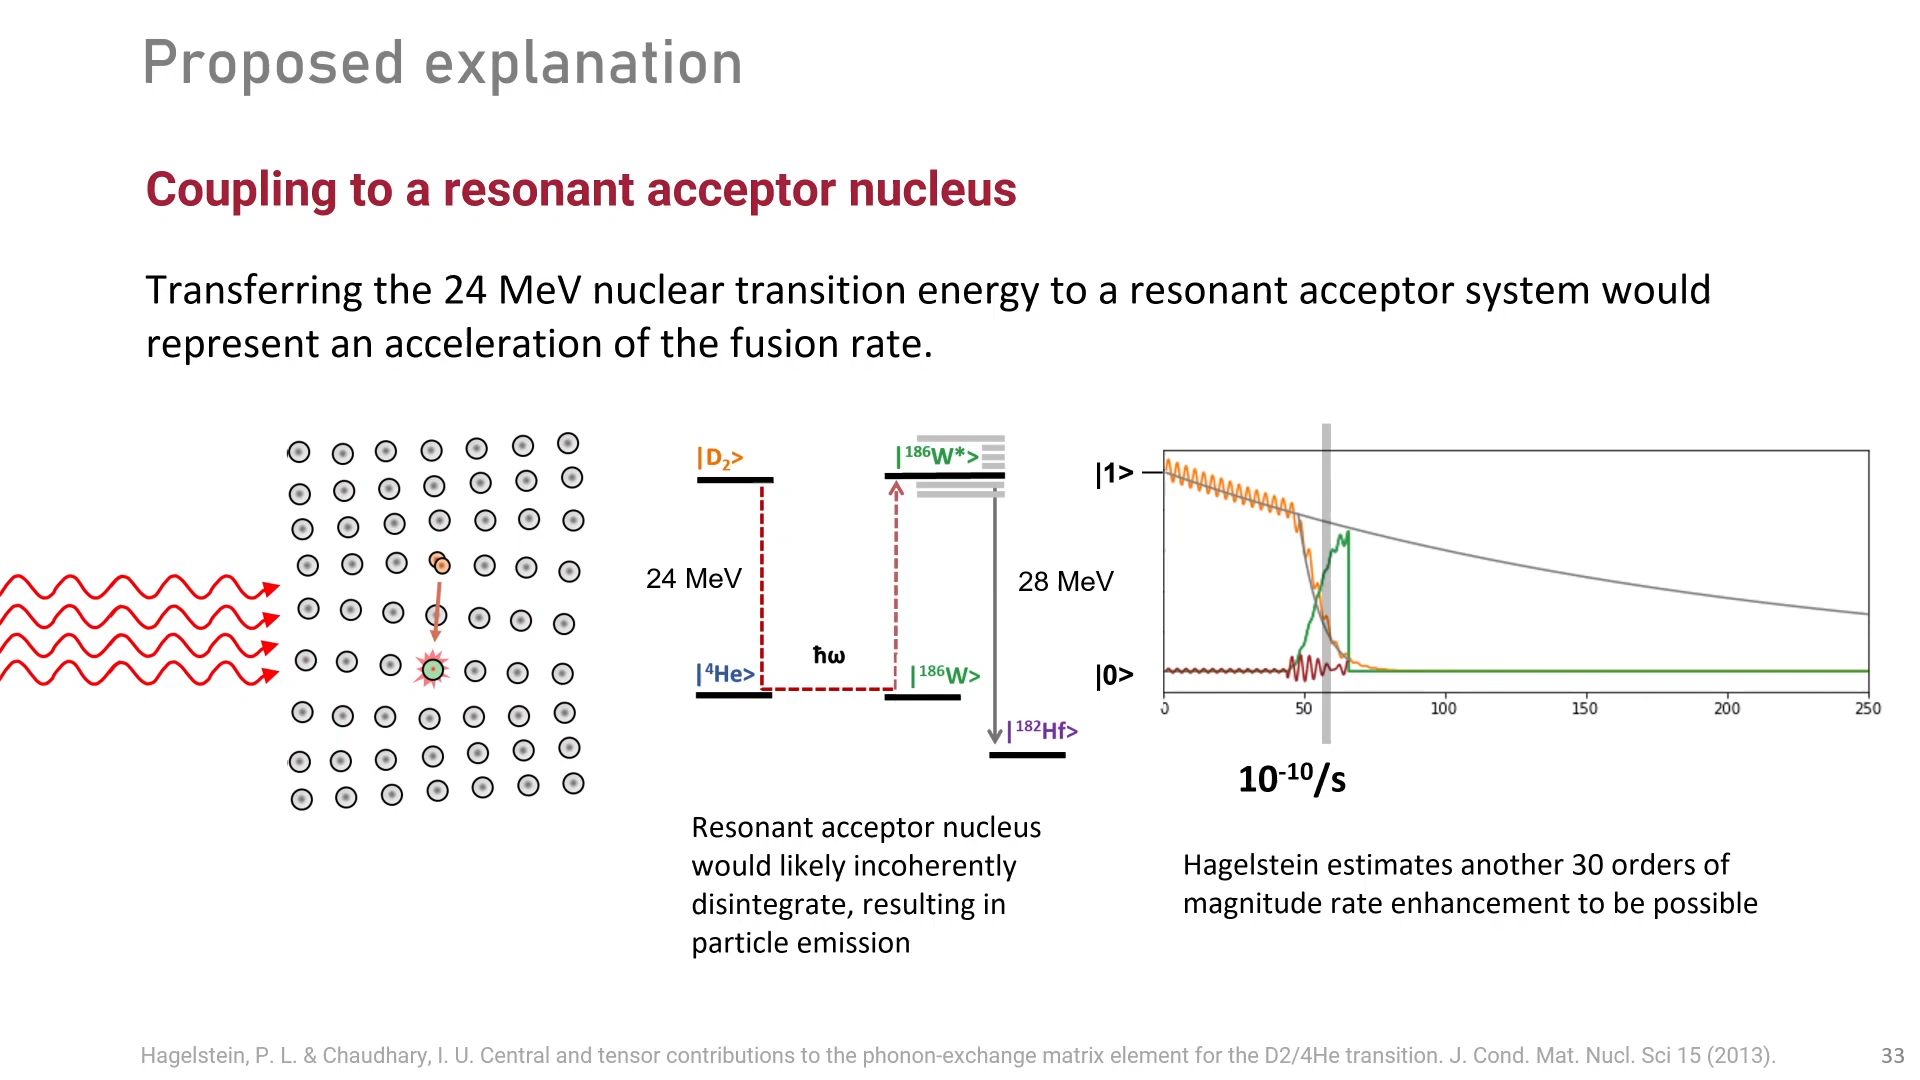 Proposed explanation
Coupling to a resonant acceptor nucleus
Transferring the 24 MeV nuclear transition energy to a resonant acceptor system would
represent an acceleration of the fusion rate.
|D₂>
|¹⁸⁶W*>
24 MeV
28 MeV
ħω
|⁴He>
|¹⁸⁶W>
|¹⁸²Hf>
|1>
|0>
0 50 100 150 200 250
10⁻¹⁰/s
Resonant acceptor nucleus
would likely incoherently
disintegrate, resulting in
particle emission
Hagelstein estimates another 30 orders of
magnitude rate enhancement to be possible
Hagelstein, P. L. & Chaudhary, I. U. Central and tensor contributions to the phonon-exchange matrix element for the D2/4He transition. J. Cond. Mat. Nucl. Sci 15 (2013).
33